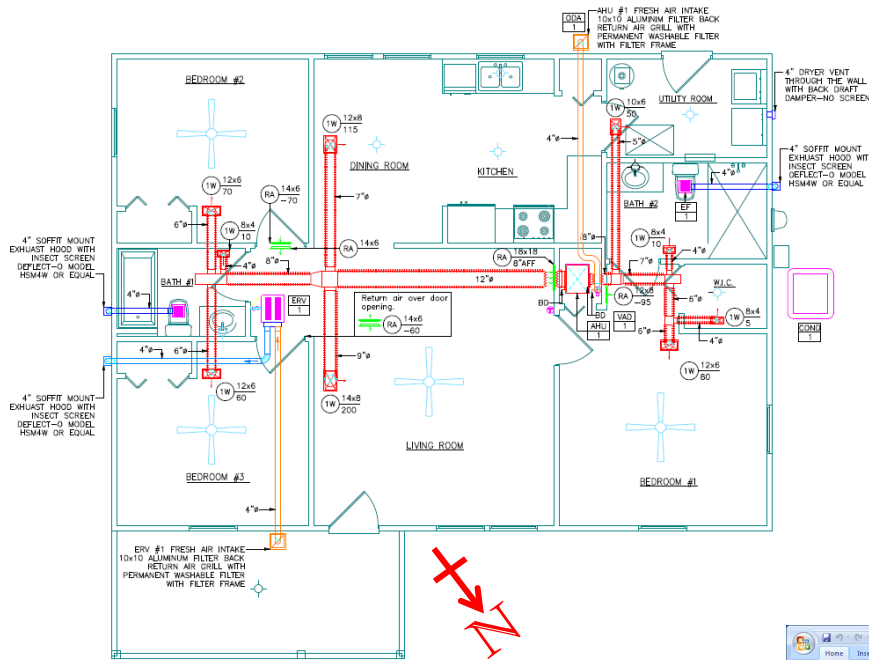 ODA
1
AHU #1 FRESH AIR INTAKE
10x10 ALUMINIM FILTER BACK
RETURN AIR GRILL WITH
PERMANENT WASHABLE FILTER
WITH FILTER FRAME
BEDROOM #2
1W 12x8
115
4"ø
1W 10x6
50
5"ø
UTILITY ROOM
4" DRYER VENT
THROUGH THE WALL
WITH BACK DRAFT
DAMPER-NO SCREEN
DINING ROOM
KITCHEN
4" SOFFIT MOUNT
EXHAUST HOOD WITH
INSECT SCREEN
DEFLECT-O MODEL
HSM4W OR EQUAL
4"ø
EF
1
BATH #2
1W 12x6
70
RA 14x6
-70
7"ø
6"ø
1W 8x4
10
RA 14x6
4"ø
8"ø
12"ø
RA 18x18
8"AFF
8"ø
1W 8x4
10
4"ø
7"ø
4" SOFFIT MOUNT
EXHUAST HOOD WITH
INSECT SCREEN
DEFLECT-O MODEL
HSM4W OR EQUAL
4"ø
BATH #1
ERV
1
Return air over door
opening.
RA 14x6
-60
BD
AHU
1
BD
VAD
1
RA 12x8
-95
W.I.C.
6"ø
6"ø
1W 8x4
5
4"ø
COND
1
4"ø
6"ø
9"ø
1W 12x6
60
1W 14x8
200
1W 12x6
80
4" SOFFIT MOUNT
EXHUAST HOOD WITH
INSECT SCREEN
DEFLECT-O MODEL
HSM4W OR EQUAL
LIVING ROOM
BEDROOM #3
BEDROOM #1
4"ø
ERV #1 FRESH AIR INTAKE
10x10 ALUMINUM FILTER BACK
RETURN AIR GRILL WITH
PERMANENT WASHABLE FILTER
WITH FILTER FRAME
N
Home